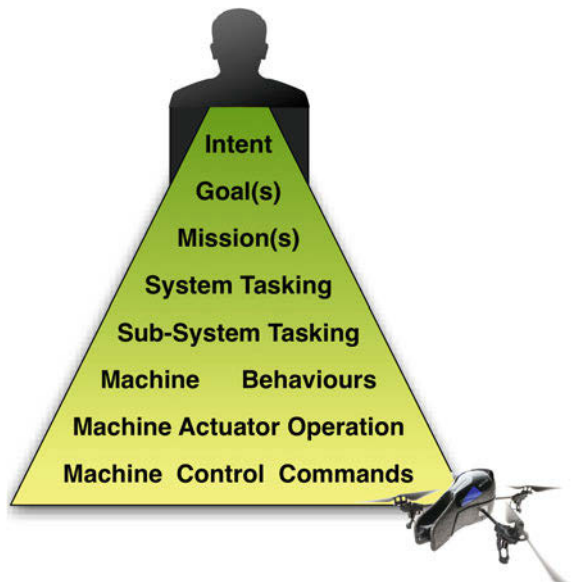 Intent
Goal(s)
Mission(s)
System Tasking
Sub-System Tasking
Machine Behaviours
Machine Actuator Operation
Machine Control Commands